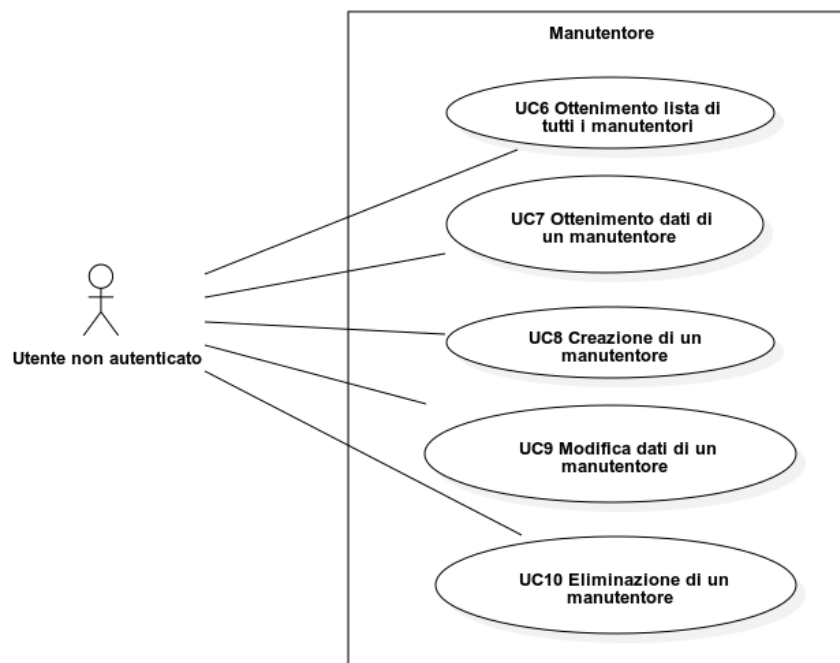 Manutentore
UC6 Ottenimento lista di
tutti i manutentori
UC7 Ottenimento dati di
un manutentore
UC8 Creazione di un
manutentore
Utente non autenticato
UC9 Modifica dati di un
manutentore
UC10 Eliminazione di un
manutentore